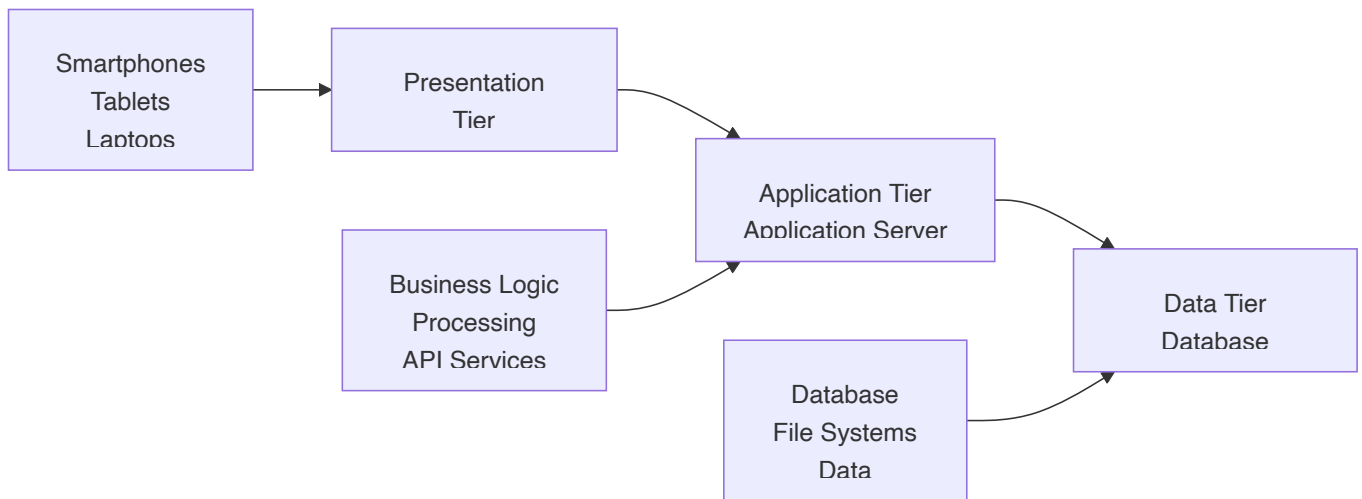 Smartphones
Tablets
Laptops
Presentation
Tier
Application Tier
Application Server
Business Logic
Processing
API Services
Data Tier
Database
Database
File Systems
Data